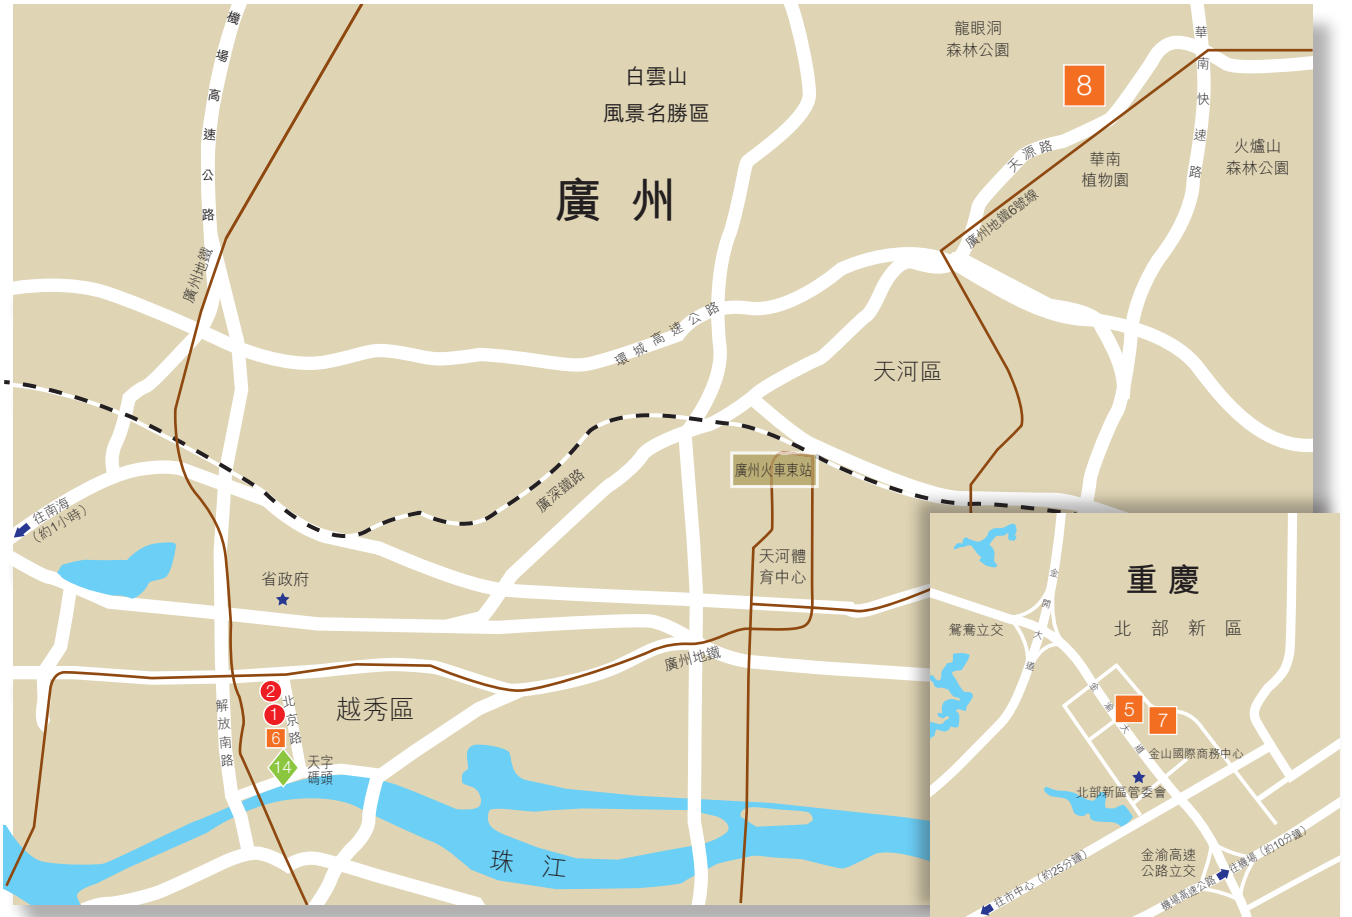 機場高速公路
龍眼洞
森林公園
華南快速路
白雲山
風景名勝區
8
廣州
天源路
華南
植物園
火爐山
森林公園
廣州地鐵6號線
廣州地鐵
環城高速公路
天河區
廣州火車東站
廣深鐵路
往南海
(約1小時)
天河體
育中心
省政府
廣州地鐵
解放南路
2
1
北京路
6
14
天字
碼頭
越秀區
珠江
重慶
北部新區
金開大道
鴛鴦立交
金渝大道
5
7
金山國際商務中心
北部新區管委會
金渝高速
公路立交
往市中心(約25分鐘)
機場高速公路
往機場(約10分鐘)